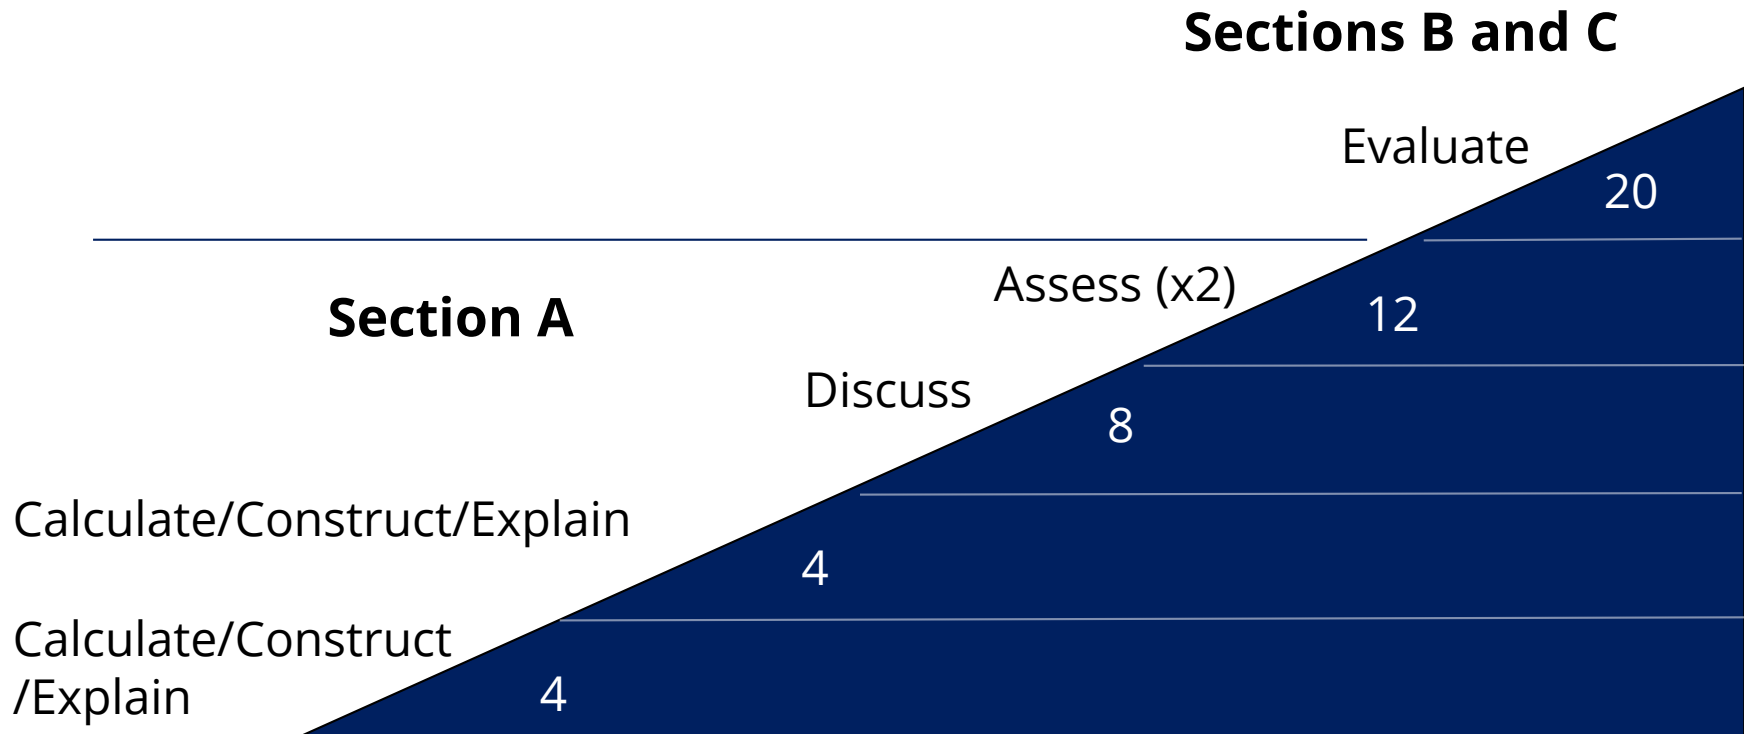 Sections B and C
Evaluate
20
Assess (x2)
12
Section A
Discuss
8
Calculate/Construct/Explain
4
Calculate/Construct
/Explain
4